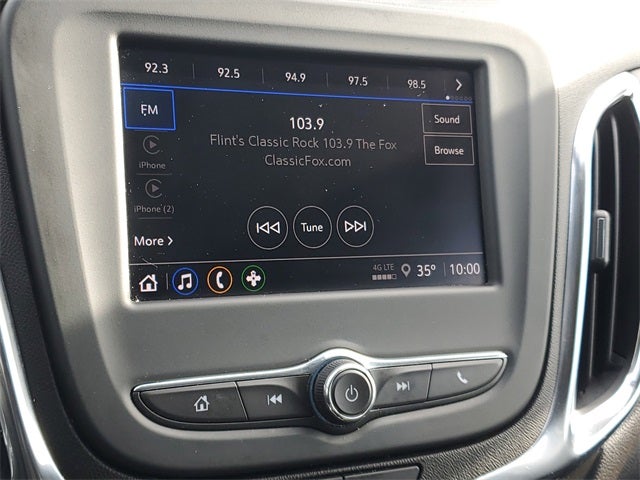 92.3 92.5 94.9 97.5 98.5
FM
103.9
Sound
Flint's Classic Rock 103.9 The Fox
Browse
ClassicFox.com
iPhone
iPhone (2)
Tune
More
4G LTE 35° 10:00